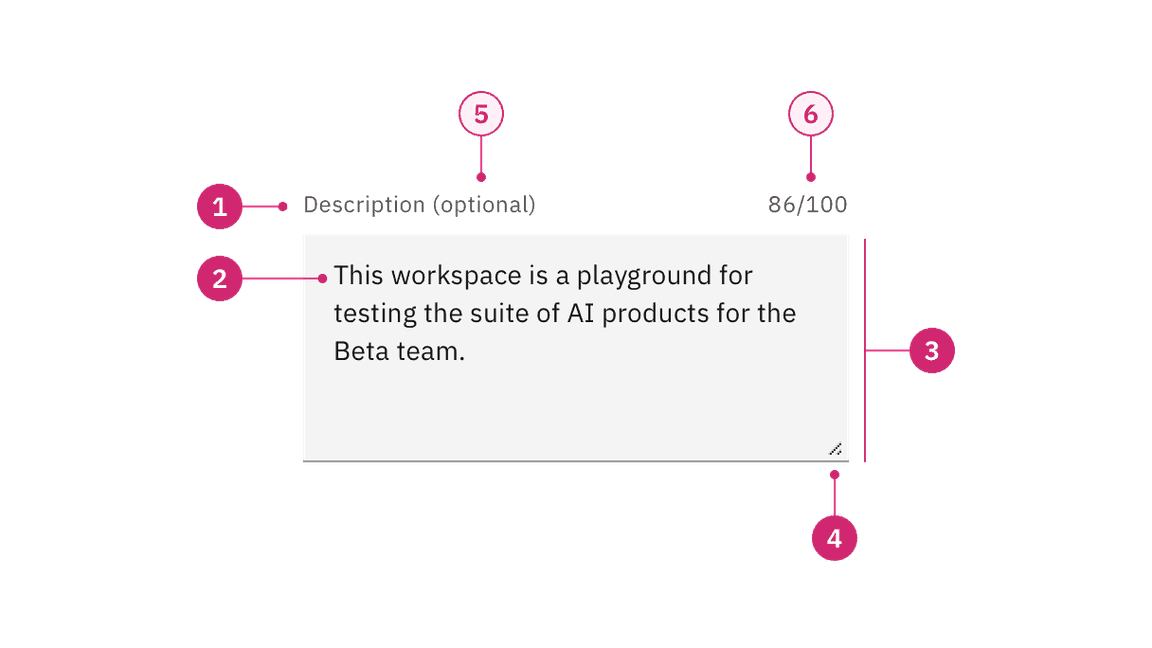 5 6
1 Description (optional) 86/100
2 This workspace is a playground for
testing the suite of AI products for the
Beta team.
3
4